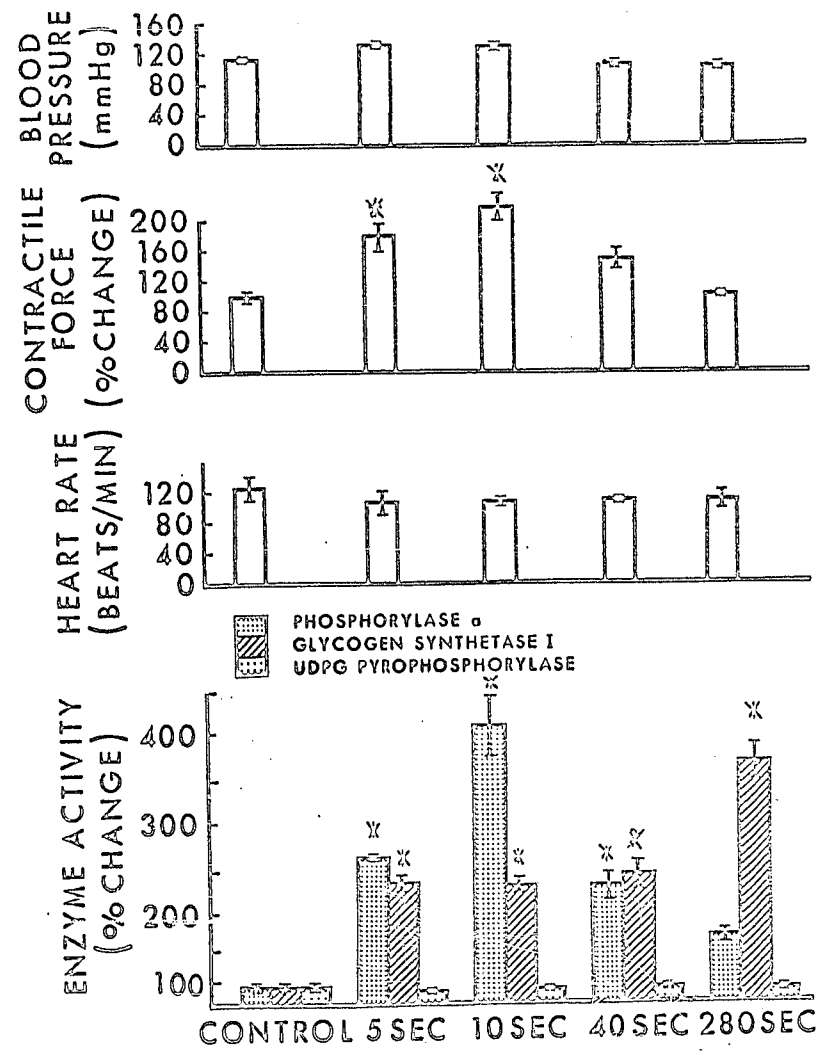 BLOOD
PRESSURE
(mmHg)
160
120
80
40
0
CONTRACTILE
FORCE
(%CHANGE)
200
160
120
80
40
0
HEART RATE
(BEATS/MIN)
120
80
40
0
PHOSPHORYLASE a
GLYCOGEN SYNTHETASE I
UDPG PYROPHOSPHORYLASE
ENZYME ACTIVITY
(%CHANGE)
400
300
200
100
CONTROL 5 SEC 10 SEC 40 SEC 280 SEC